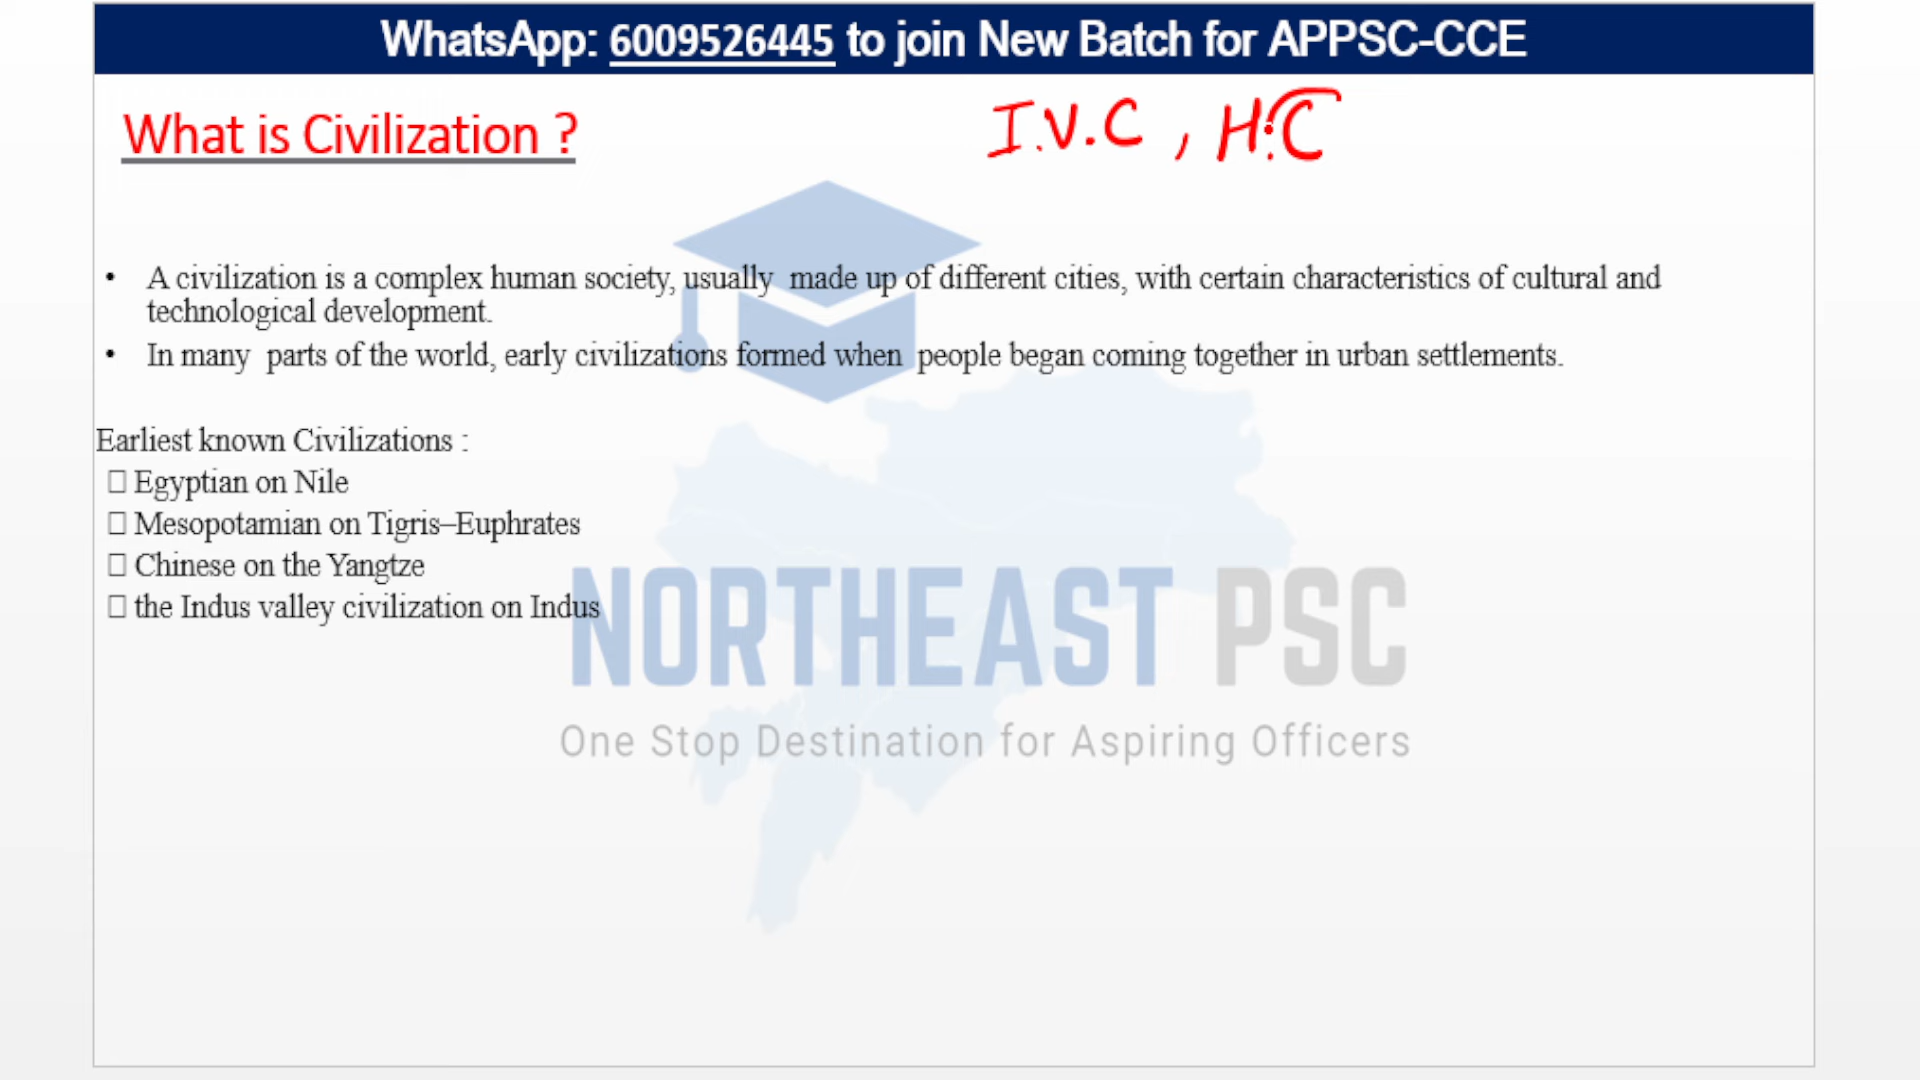 WhatsApp: 6009526445 to join New Batch for APPSC-CCE
What is Civilization ?
I.V.C , H.C
• A civilization is a complex human society, usually made up of different cities, with certain characteristics of cultural and
technological development.
• In many parts of the world, early civilizations formed when people began coming together in urban settlements.
Earliest known Civilizations :
□ Egyptian on Nile
□ Mesopotamian on Tigris–Euphrates
□ Chinese on the Yangtze
□ the Indus valley civilization on Indus
NORTHEAST PSC
One Stop Destination for Aspiring Officers